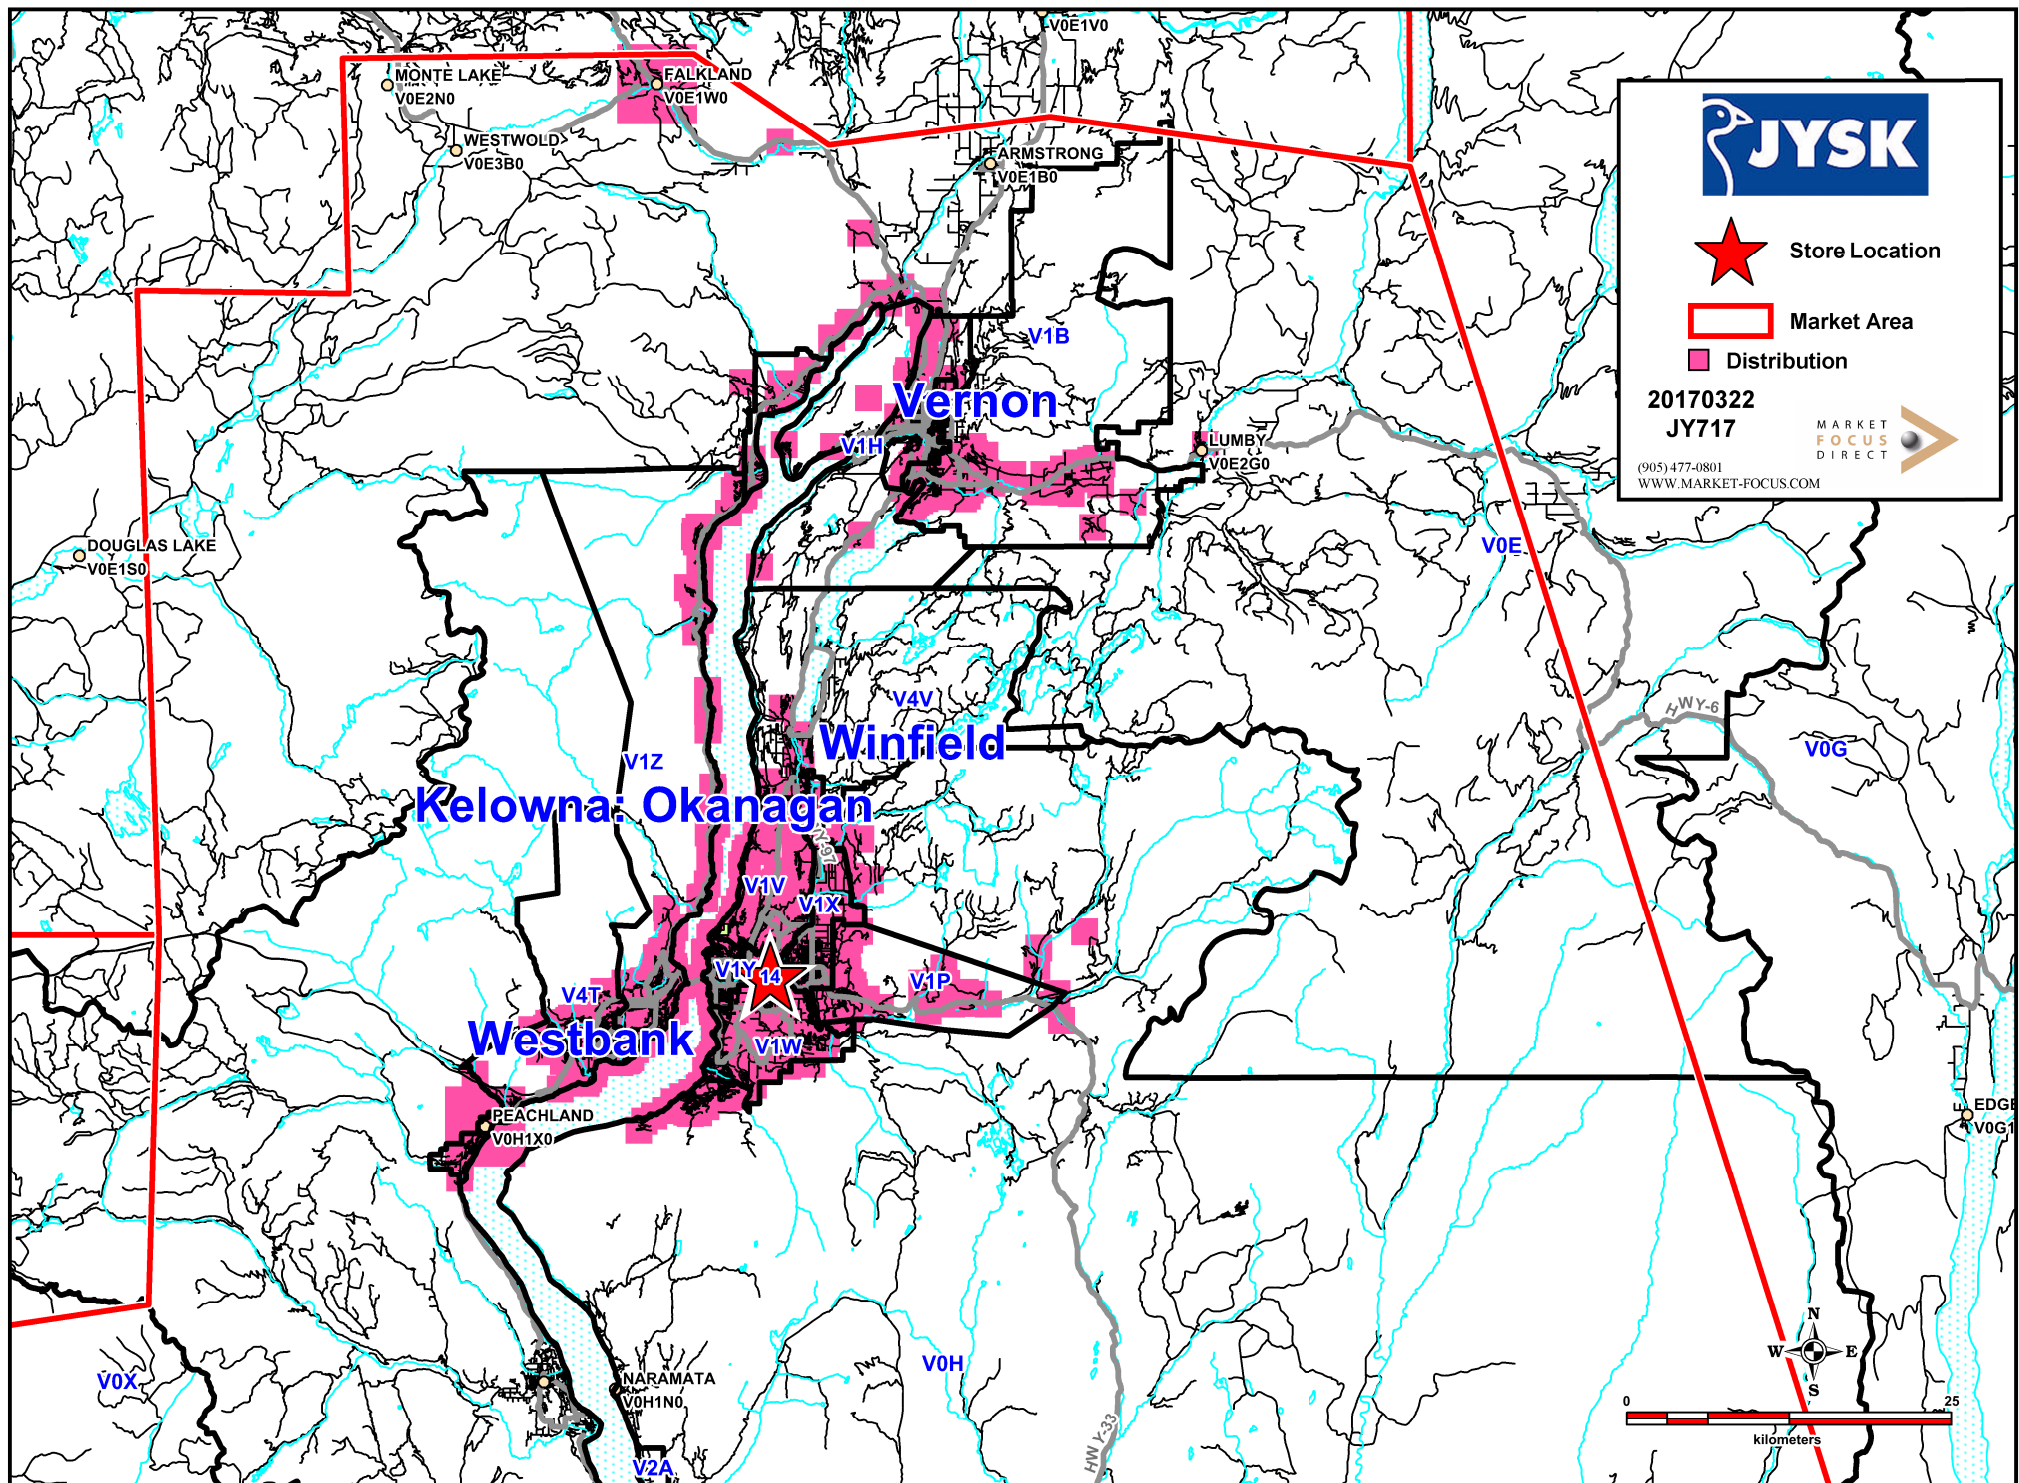 V0E1V0
MONTE LAKE
V0E2N0
FALKLAND
V0E1W0
WESTWOLD
V0E3B0
ARMSTRONG
V0E1B0
JYSK
Store Location
Market Area
Distribution
20170322
JY717
MARKET
FOCUS
DIRECT
(905) 477-0801
WWW.MARKET-FOCUS.COM
V1B
Vernon
V1H
LUMBY
V0E2G0
DOUGLAS LAKE
V0E1S0
V0E
V4V
HWY-6
Winfield
V0G
V1Z
Kelowna: Okanagan
V1V
V1X
V1Y
14
V1P
V4T
Westbank
V1W
PEACHLAND
V0H1X0
EDGE
V0G1
N
W
E
S
V0X
V0H
NARAMATA
V0H1N0
0
25
kilometers
HWY-33
V2A